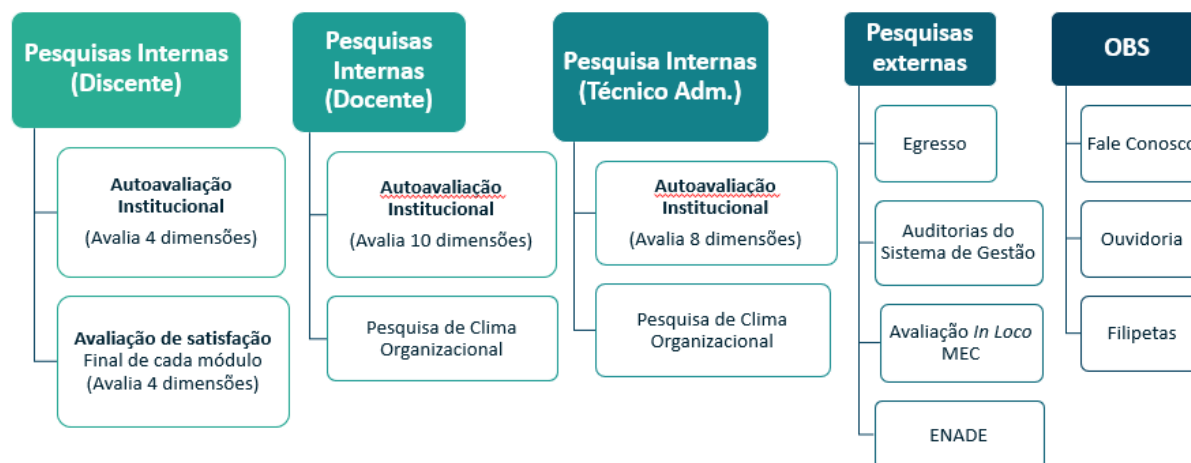 Pesquisas Internas
(Discente)
Autoavaliação
Institucional
(Avalia 4 dimensões)
Avaliação de satisfação
Final de cada módulo
(Avalia 4 dimensões)
Pesquisas
Internas
(Docente)
Autoavaliação
Institucional
(Avalia 10 dimensões)
Pesquisa de Clima
Organizacional
Pesquisa Internas
(Técnico Adm.)
Autoavaliação
Institucional
(Avalia 8 dimensões)
Pesquisa de Clima
Organizacional
Pesquisas
externas
Egresso
Auditorias do
Sistema de Gestão
Avaliação In Loco
MEC
ENADE
OBS
Fale Conosco
Ouvidoria
Filipetas